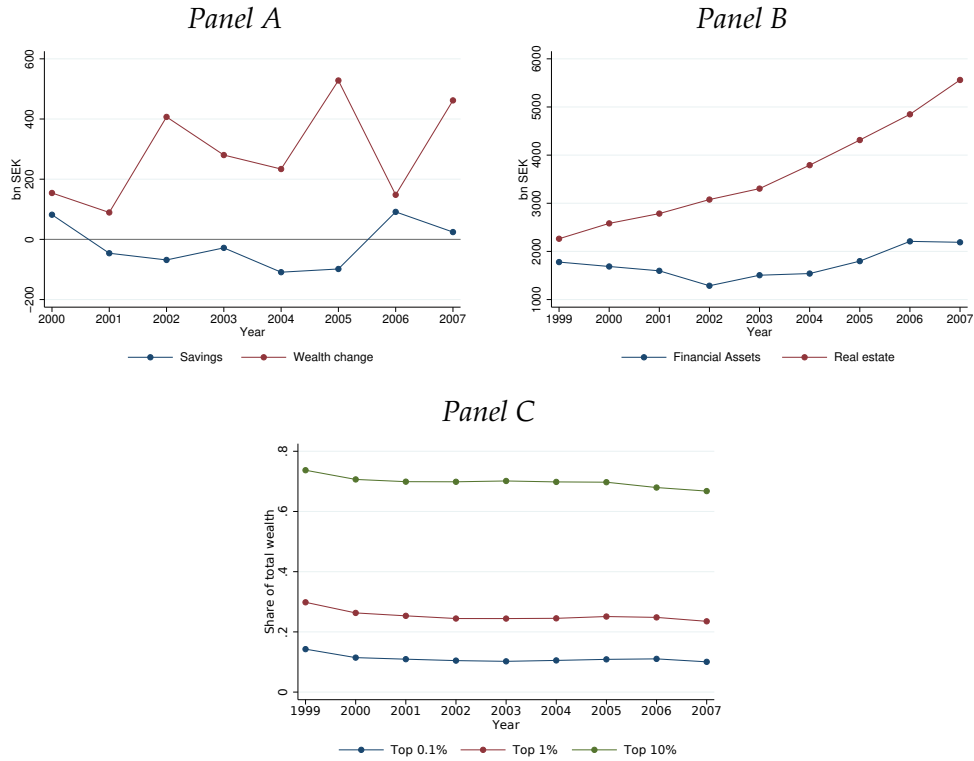 Panel A
600
400
200
0
−200
bn SEK
2000 2001 2002 2003 2004 2005 2006 2007
Year
Savings Wealth change
Panel B
6000
5000
4000
3000
2000
1000
bn SEK
1999 2000 2001 2002 2003 2004 2005 2006 2007
Year
Financial Assets Real estate
Panel C
.8
.6
.4
.2
0
Share of total wealth
1999 2000 2001 2002 2003 2004 2005 2006 2007
Year
Top 0.1% Top 1% Top 10%